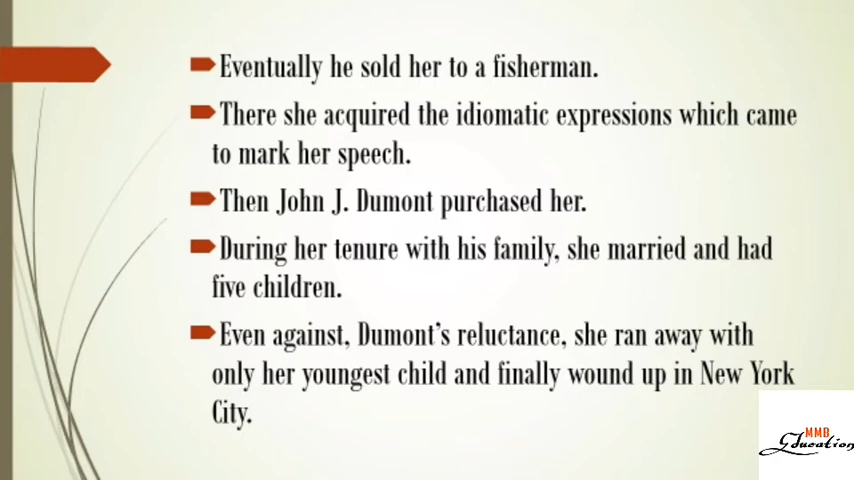 Eventually he sold her to a fisherman.
There she acquired the idiomatic expressions which came
to mark her speech.
Then John J. Dumont purchased her.
During her tenure with his family, she married and had
five children.
Even against, Dumont's reluctance, she ran away with
only her youngest child and finally wound up in New York
City.
MMB
Education